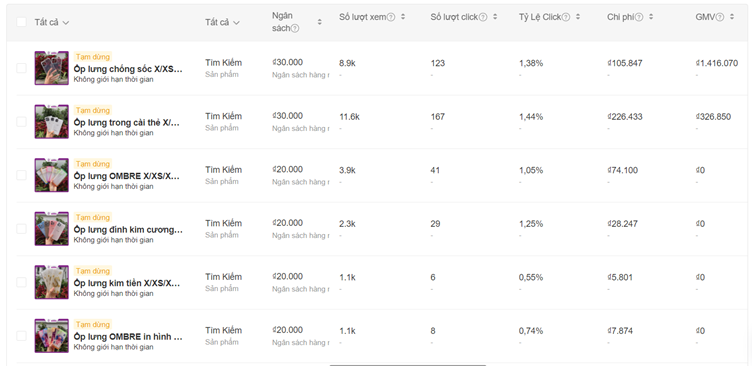 Tất cả
Tất cả
Ngân sách
Số lượt xem
Số lượt click
Tỷ Lệ Click
Chi phí
GMV
Tạm dừng
Ốp lưng chống sốc X/XS...
Không giới hạn thời gian
Tìm Kiếm
Sản phẩm
₫30.000
Ngân sách hàng n
8.9k
-
123
-
1,38%
-
₫105.847
-
₫1.416.070
-
Tạm dừng
Ốp lưng trong cài thẻ X/...
Không giới hạn thời gian
Tìm Kiếm
Sản phẩm
₫30.000
Ngân sách hàng n
11.6k
-
167
-
1,44%
-
₫226.433
-
₫326.850
-
Tạm dừng
Ốp lưng OMBRE X/XS/X...
Không giới hạn thời gian
Tìm Kiếm
Sản phẩm
₫20.000
Ngân sách hàng n
3.9k
-
41
-
1,05%
-
₫74.100
-
₫0
-
Tạm dừng
Ốp lưng đính kim cương...
Không giới hạn thời gian
Tìm Kiếm
Sản phẩm
₫20.000
Ngân sách hàng n
2.3k
-
29
-
1,25%
-
₫28.247
-
₫0
-
Tạm dừng
Ốp lưng kim tiền X/XS/X...
Không giới hạn thời gian
Tìm Kiếm
Sản phẩm
₫20.000
Ngân sách hàng n
1.1k
-
6
-
0,55%
-
₫5.801
-
₫0
-
Tạm dừng
Ốp lưng OMBRE in hình ...
Không giới hạn thời gian
Tìm Kiếm
Sản phẩm
₫20.000
Ngân sách hàng n
1.1k
-
8
-
0,74%
-
₫7.874
-
₫0
-